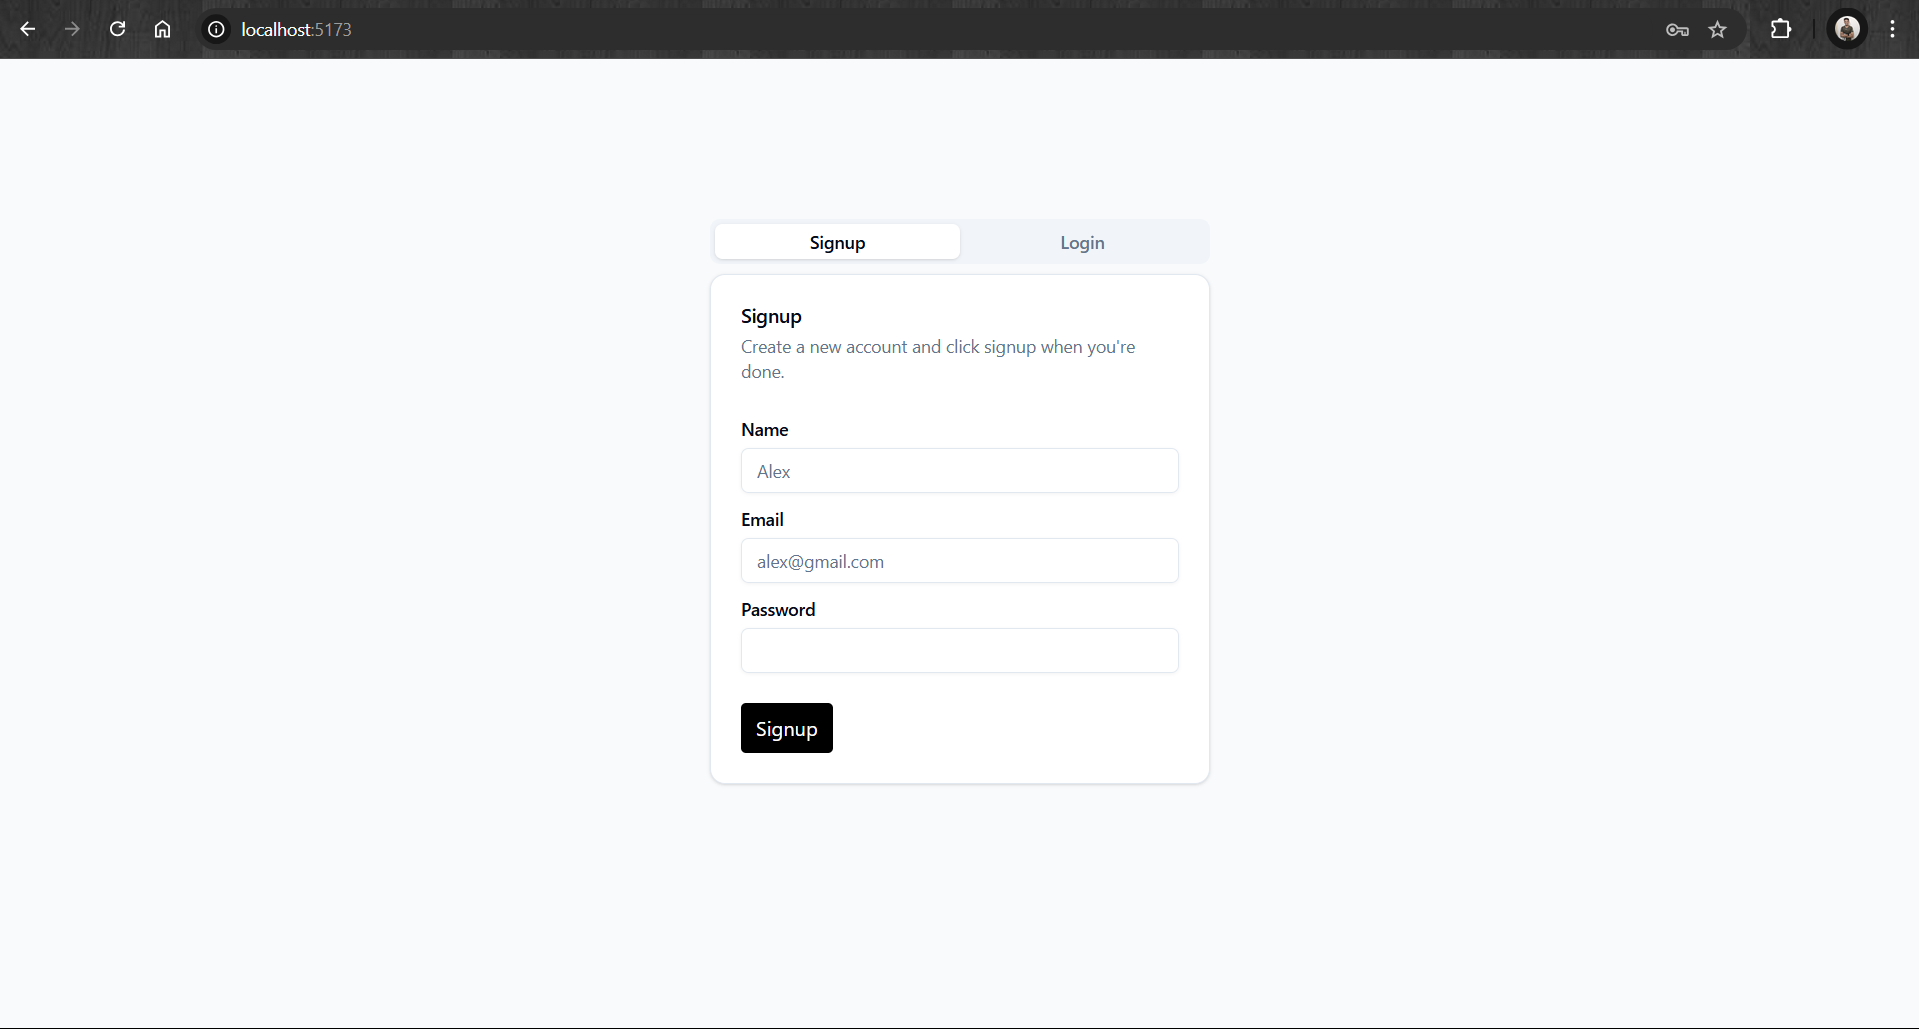 localhost:5173
Signup
Login
Signup
Create a new account and click signup when you're
done.
Name
Alex
Email
alex@gmail.com
Password
Signup